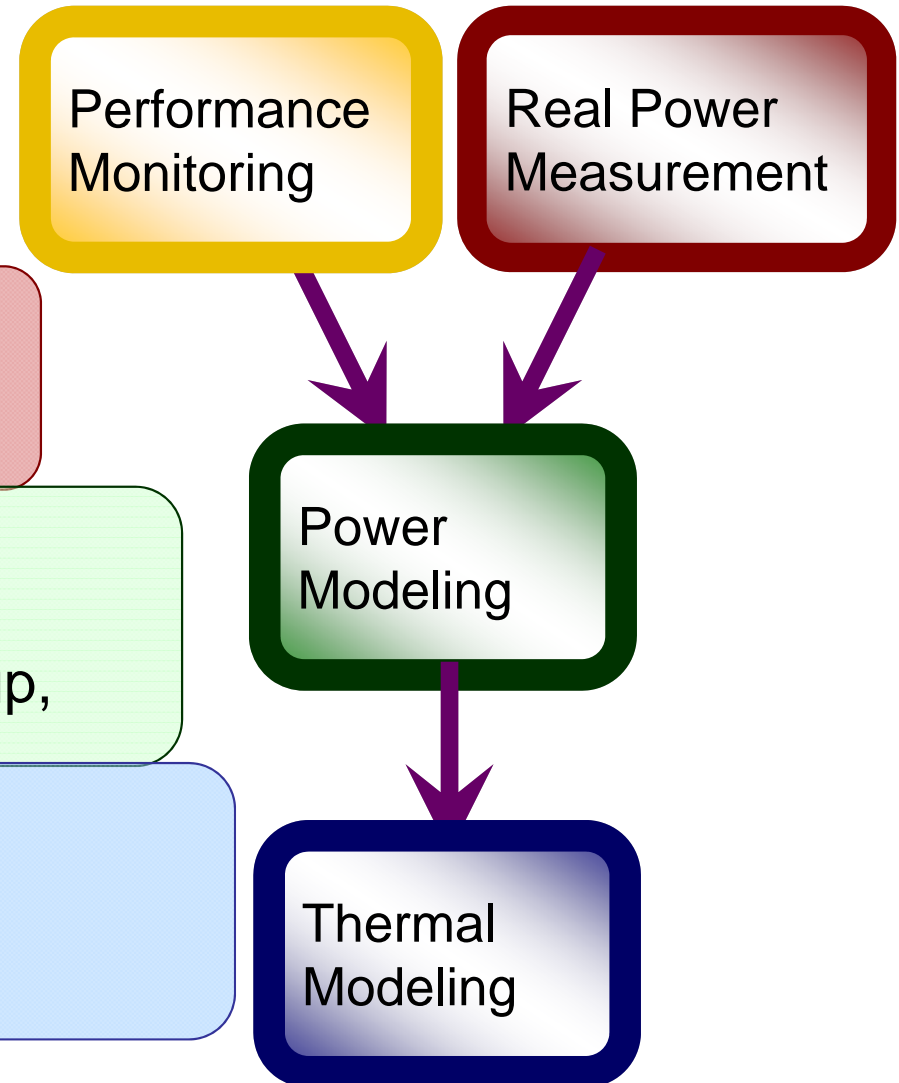 Performance
Monitoring
Real Power
Measurement
Power
Modeling
Thermal
Modeling